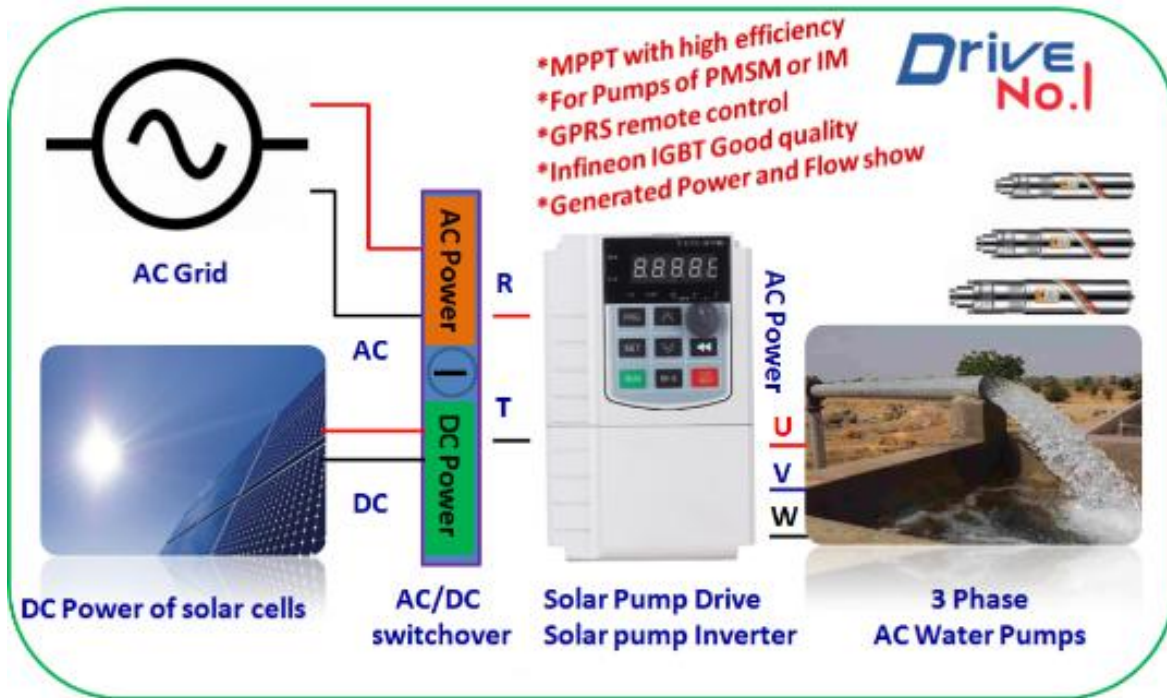 *MPPT with high efficiency
*For Pumps of PMSM or IM
*GPRS remote control
*Infineon IGBT Good quality
*Generated Power and Flow show
Drive
No.1
AC Grid
AC Power
R
AC
T
DC Power
DC
AC Power
U
V
W
DC Power of solar cells
AC/DC
switchover
Solar Pump Drive
Solar pump Inverter
3 Phase
AC Water Pumps